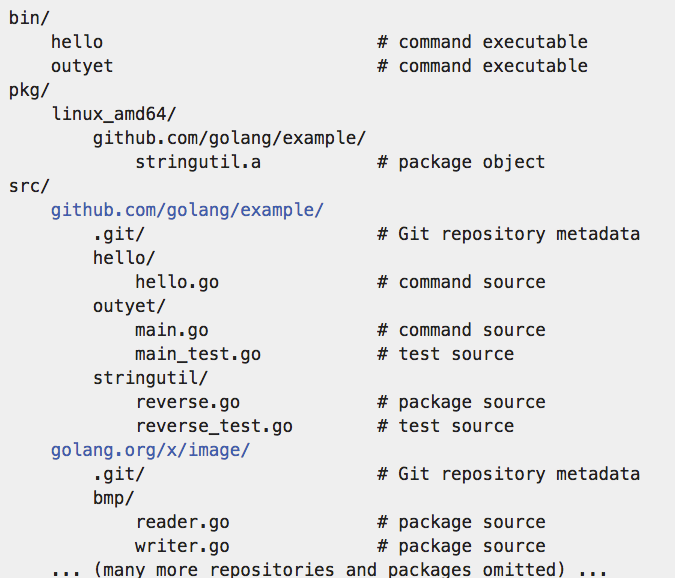 bin/
    hello                          # command executable
    outyet                         # command executable
pkg/
    linux_amd64/
        github.com/golang/example/
            stringutil.a           # package object
src/
    github.com/golang/example/
        .git/                      # Git repository metadata
        hello/
            hello.go               # command source
        outyet/
            main.go                # command source
            main_test.go           # test source
        stringutil/
            reverse.go             # package source
            reverse_test.go        # test source
    golang.org/x/image/
        .git/                      # Git repository metadata
        bmp/
            reader.go              # package source
            writer.go              # package source
    ... (many more repositories and packages omitted) ...